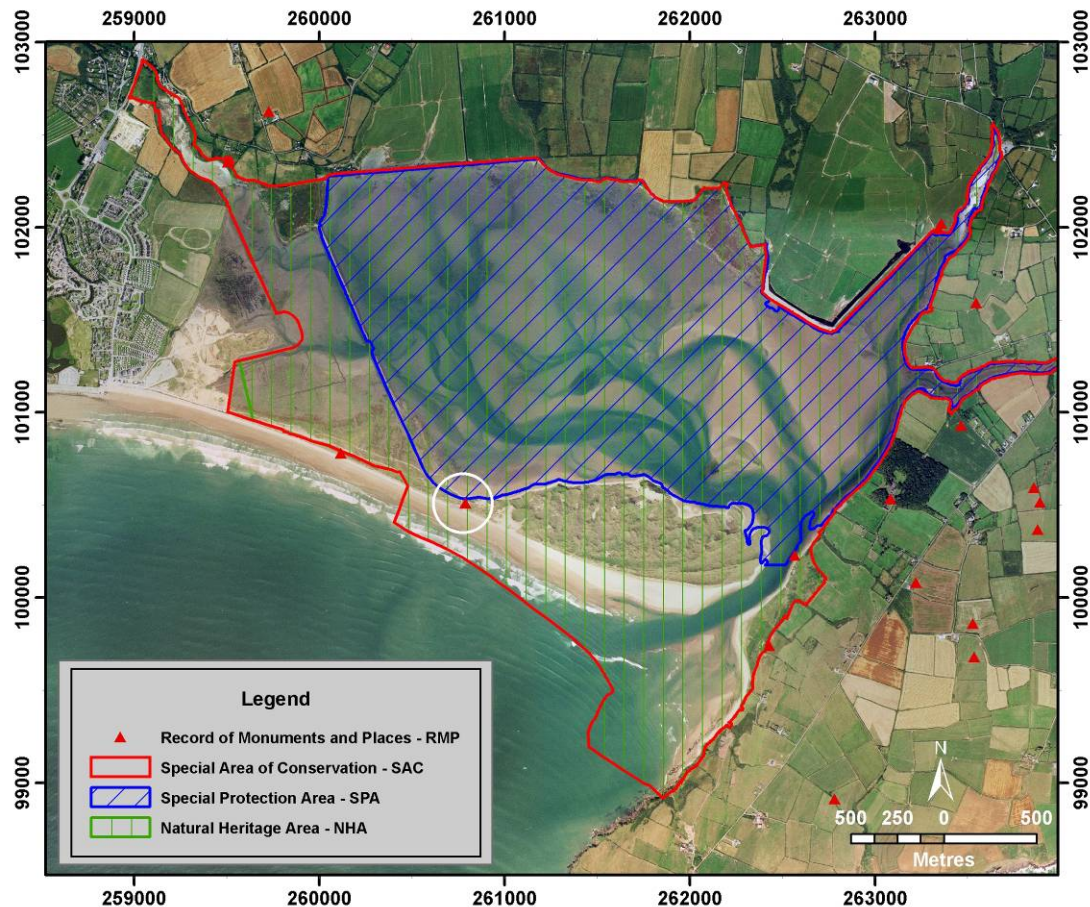 259000 260000 261000 262000 263000
103000 103000
102000 102000
101000 101000
100000 100000
99000 99000
Legend
Record of Monuments and Places - RMP
Special Area of Conservation - SAC
Special Protection Area - SPA
Natural Heritage Area - NHA
N
500 250 0 500
Metres
259000 260000 261000 262000 263000